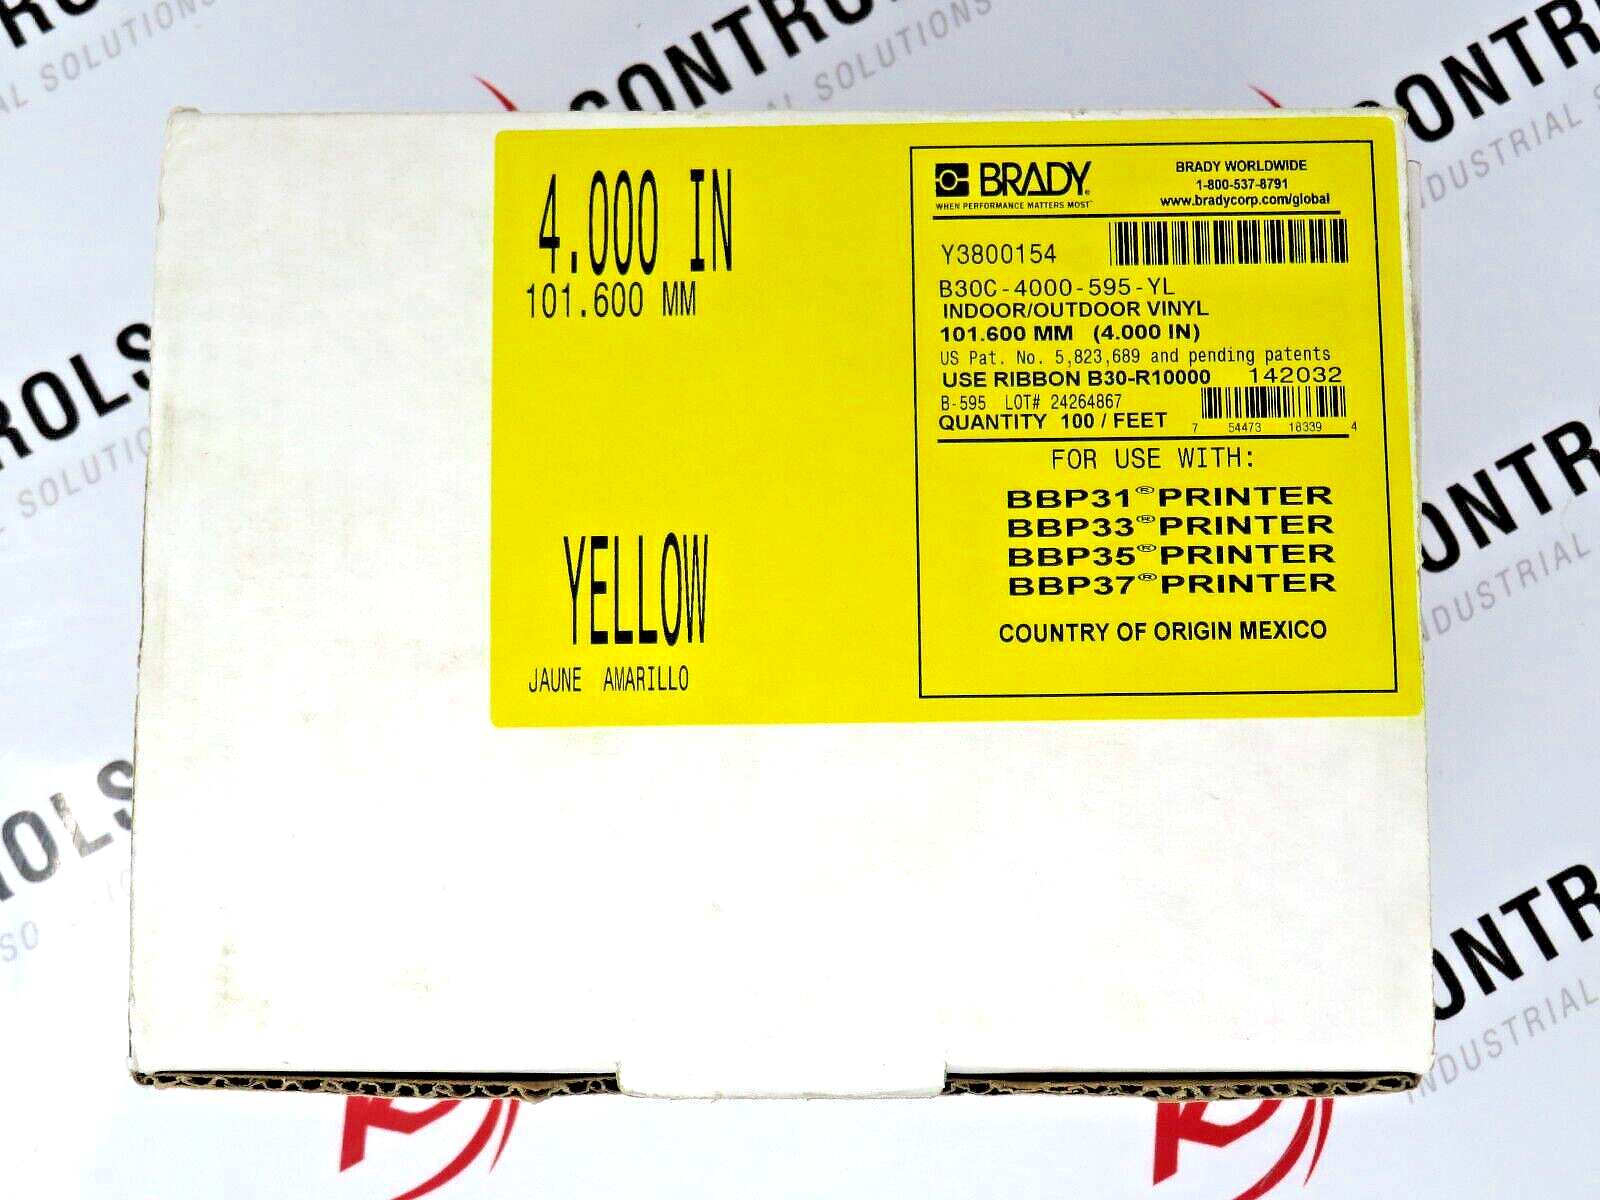 4.000 IN
101.600 MM
YELLOW
JAUNE AMARILLO
BRADY
WHEN PERFORMANCE MATTERS MOST
BRADY WORLDWIDE
1-800-537-8791
www.bradycorp.com/global
Y3800154
B30C-4000-595-YL
INDOOR/OUTDOOR VINYL
101.600 MM (4.000 IN)
US Pat. No. 5,823,689 and pending patents
USE RIBBON B30-R10000 142032
B-595 LOT# 24264867
QUANTITY 100 / FEET
7 54473 18339 4
FOR USE WITH:
BBP31® PRINTER
BBP33® PRINTER
BBP35® PRINTER
BBP37® PRINTER
COUNTRY OF ORIGIN MEXICO
INDUSTRIAL SOLUTIONS